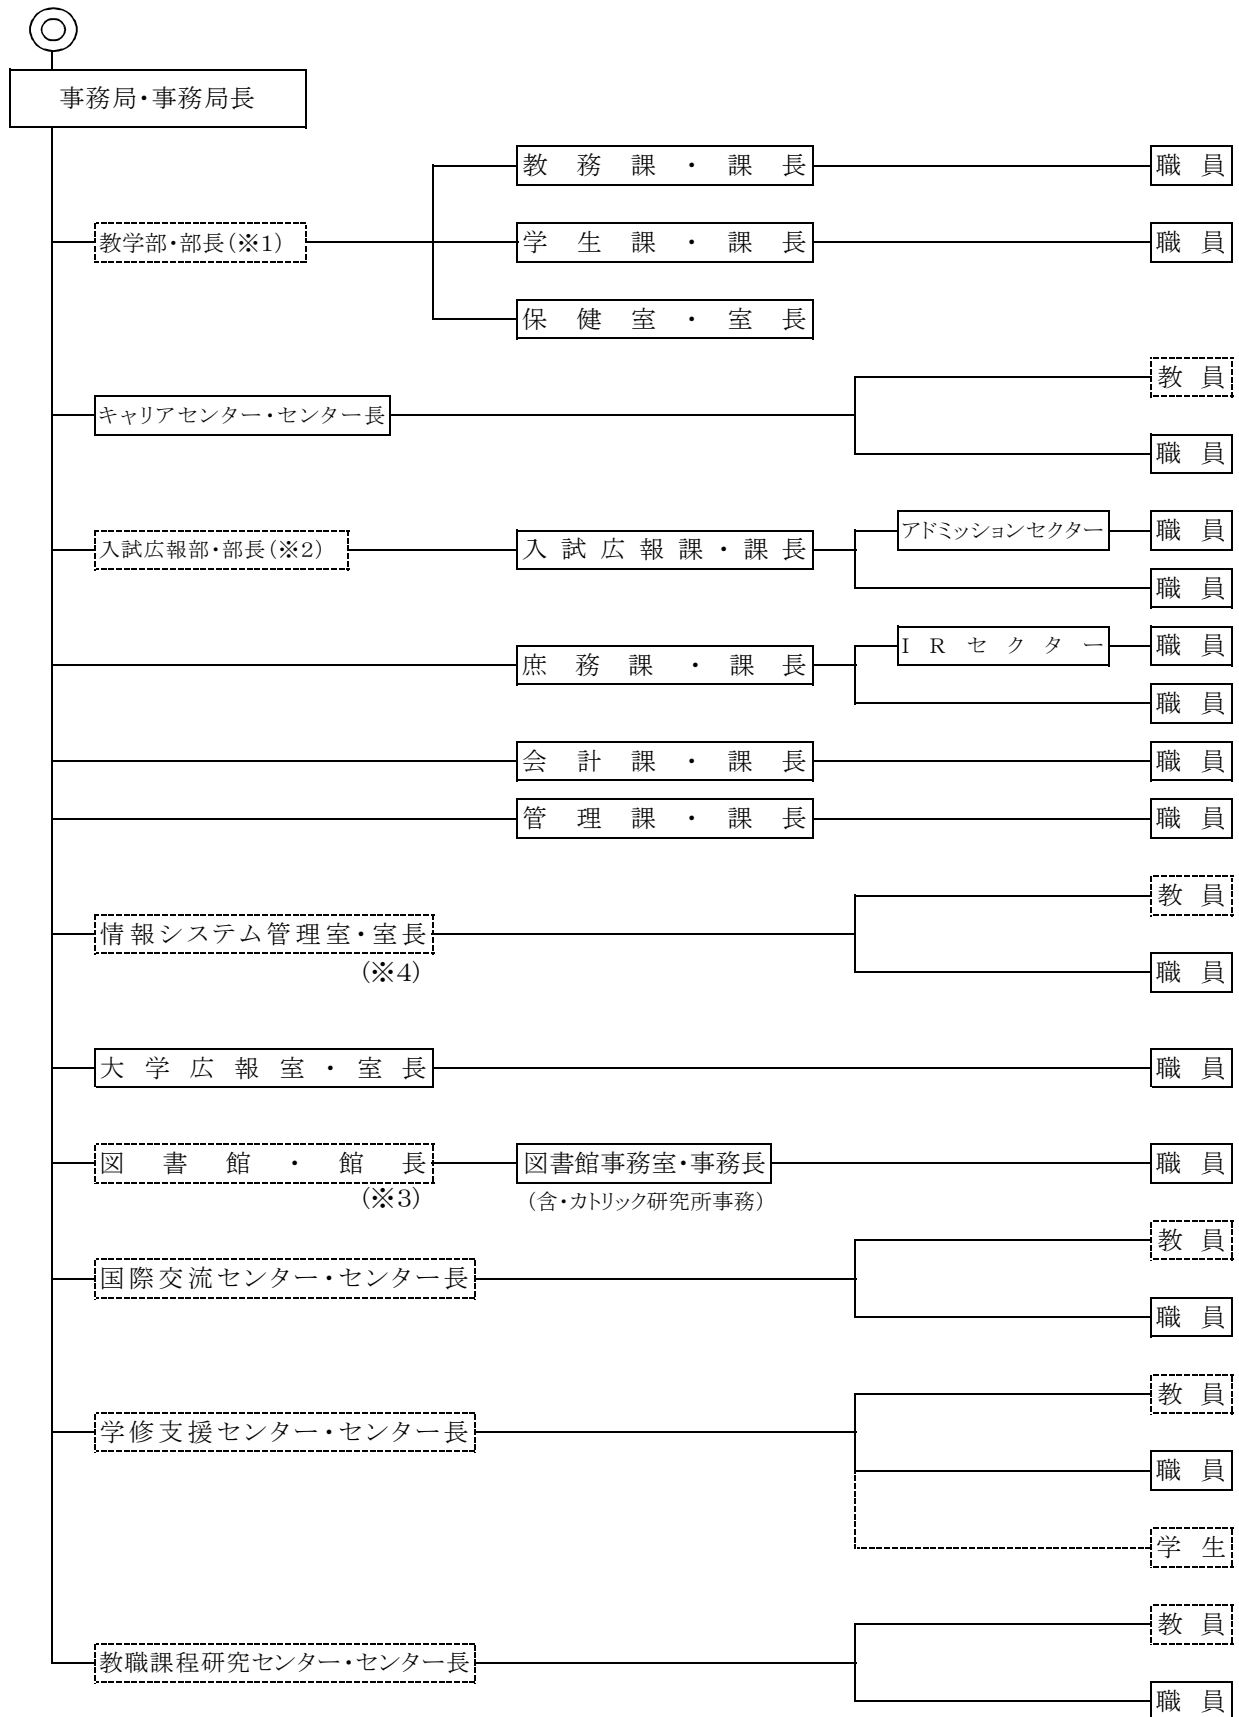 事務局・事務局長
教務課・課長
職員
教学部・部長(※1)
学生課・課長
職員
保健室・室長
教員
キャリアセンター・センター長
職員
アドミッションセクター
職員
入試広報部・部長(※2)
入試広報課・課長
職員
IRセクター
職員
庶務課・課長
職員
会計課・課長
職員
管理課・課長
職員
教員
情報システム管理室・室長
(※4)
職員
大学広報室・室長
職員
図書館・館長
(※3)
図書館事務室・事務長
(含・カトリック研究所事務)
職員
教員
国際交流センター・センター長
職員
教員
学修支援センター・センター長
職員
学生
教員
教職課程研究センター・センター長
職員